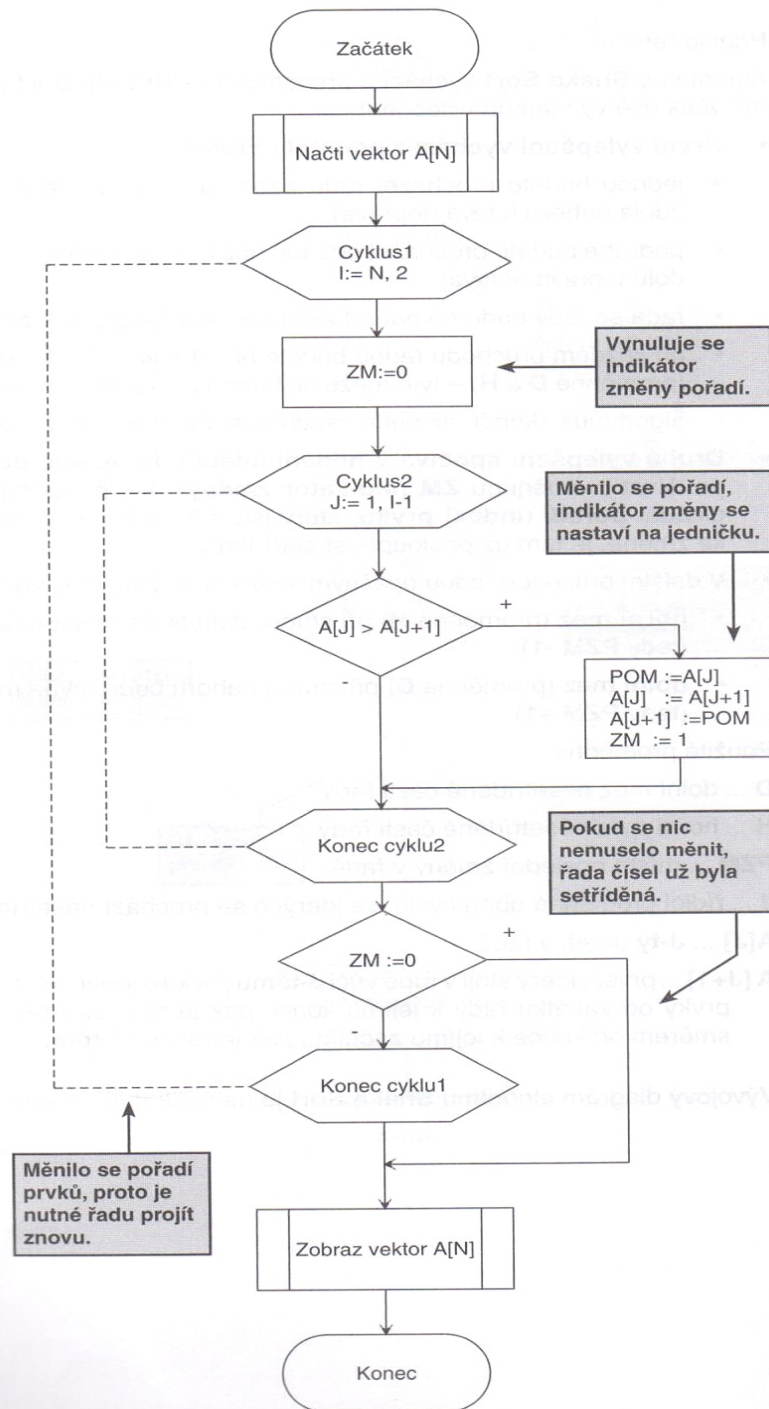 Začátek
Načti vektor A[N]
Cyklus1
I:= N, 2
ZM:=0
Vynuluje se
indikátor
změny pořadí.
Cyklus2
J:= 1, I-1
Měnilo se pořadí,
indikátor změny se
nastaví na jedničku.
A[J] > A[J+1]
+
-
POM :=A[J]
A[J] := A[J+1]
A[J+1] :=POM
ZM := 1
Konec cyklu2
Pokud se nic
nemuselo měnit,
řada čísel už byla
setříděná.
ZM :=0
+
-
Konec cyklu1
Měnilo se pořadí
prvků, proto je
nutné řadu projít
znovu.
Zobraz vektor A[N]
Konec